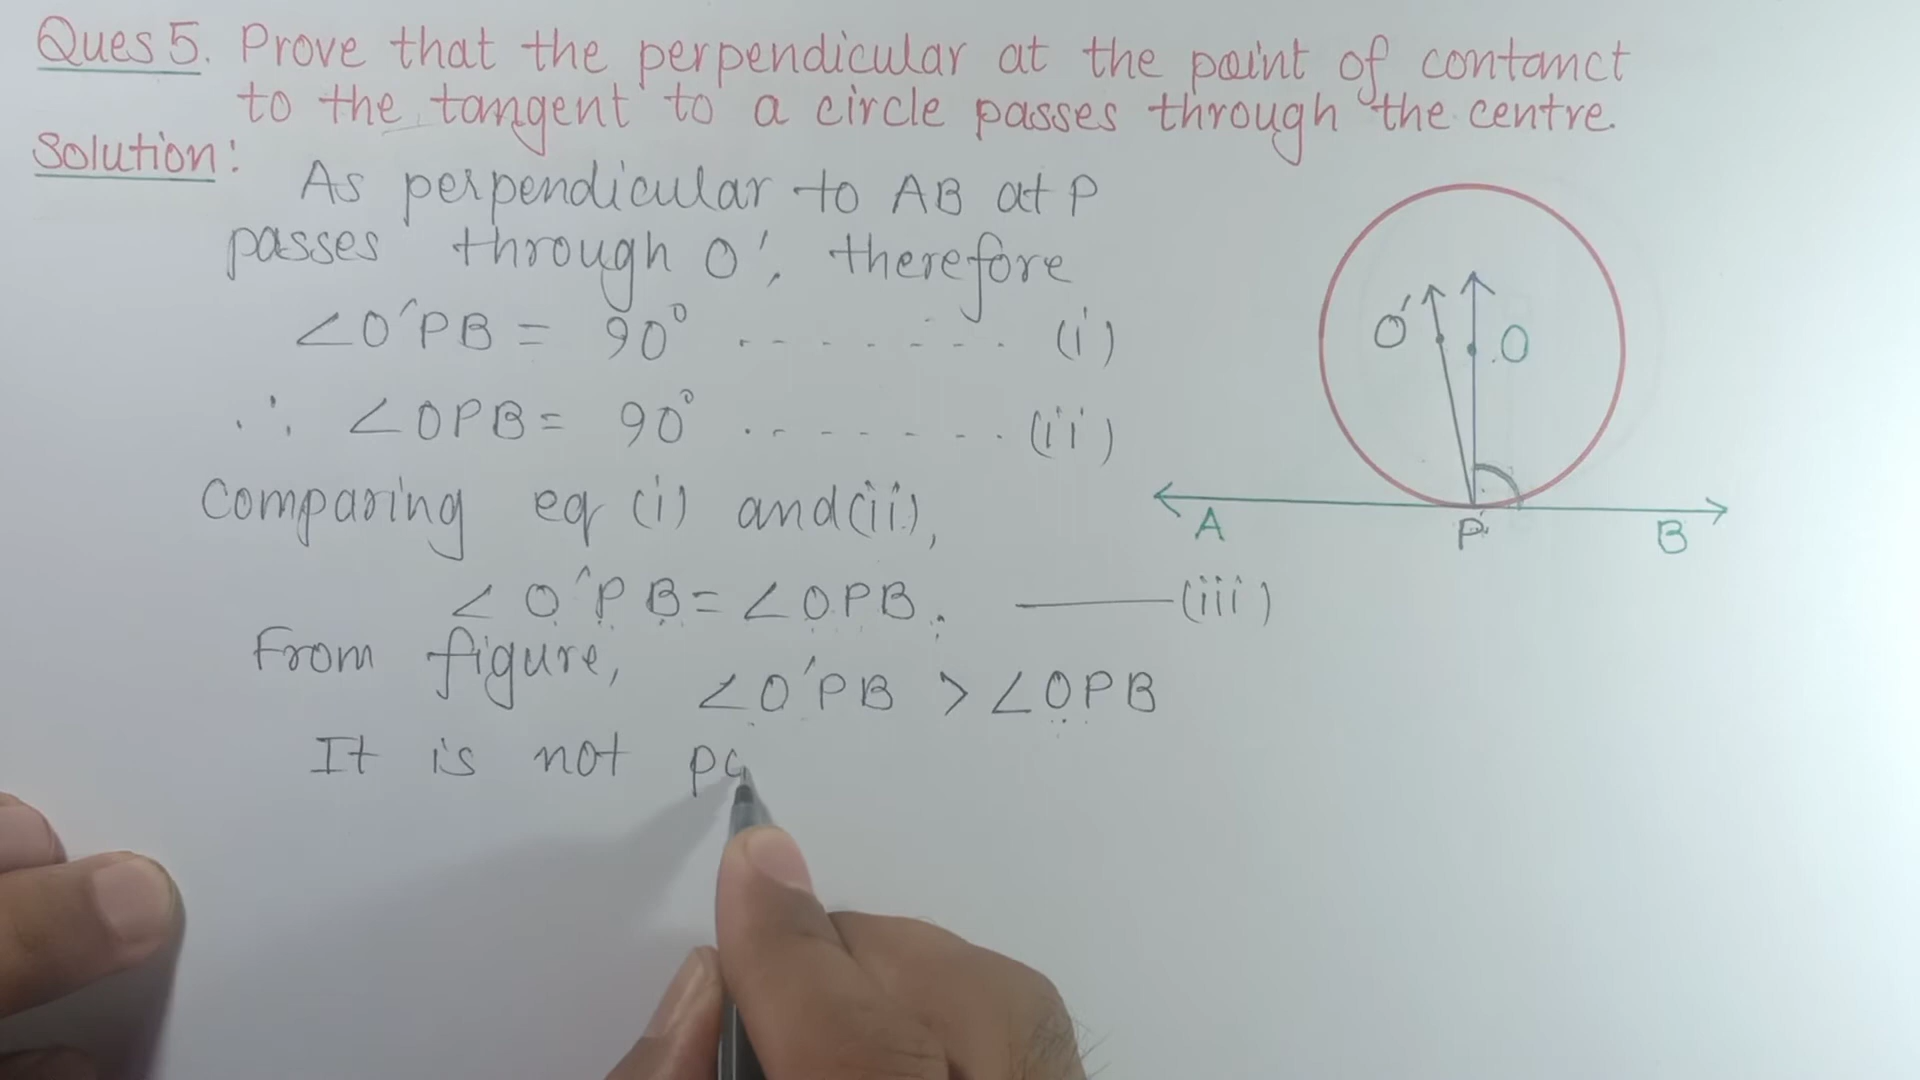 Ques 5. Prove that the perpendicular at the point of contanct
to the tangent to a circle passes through the centre.
Solution:
As perpendicular to AB at P
passes through O', therefore
∠O'PB = 90° ....... (i)
∴ ∠OPB = 90° ....... (ii)
Comparing eq (i) and (ii),
∠O'PB = ∠OPB. ——— (iii)
From figure,
∠O'PB > ∠OPB
It is not
O'
O
A
P
B